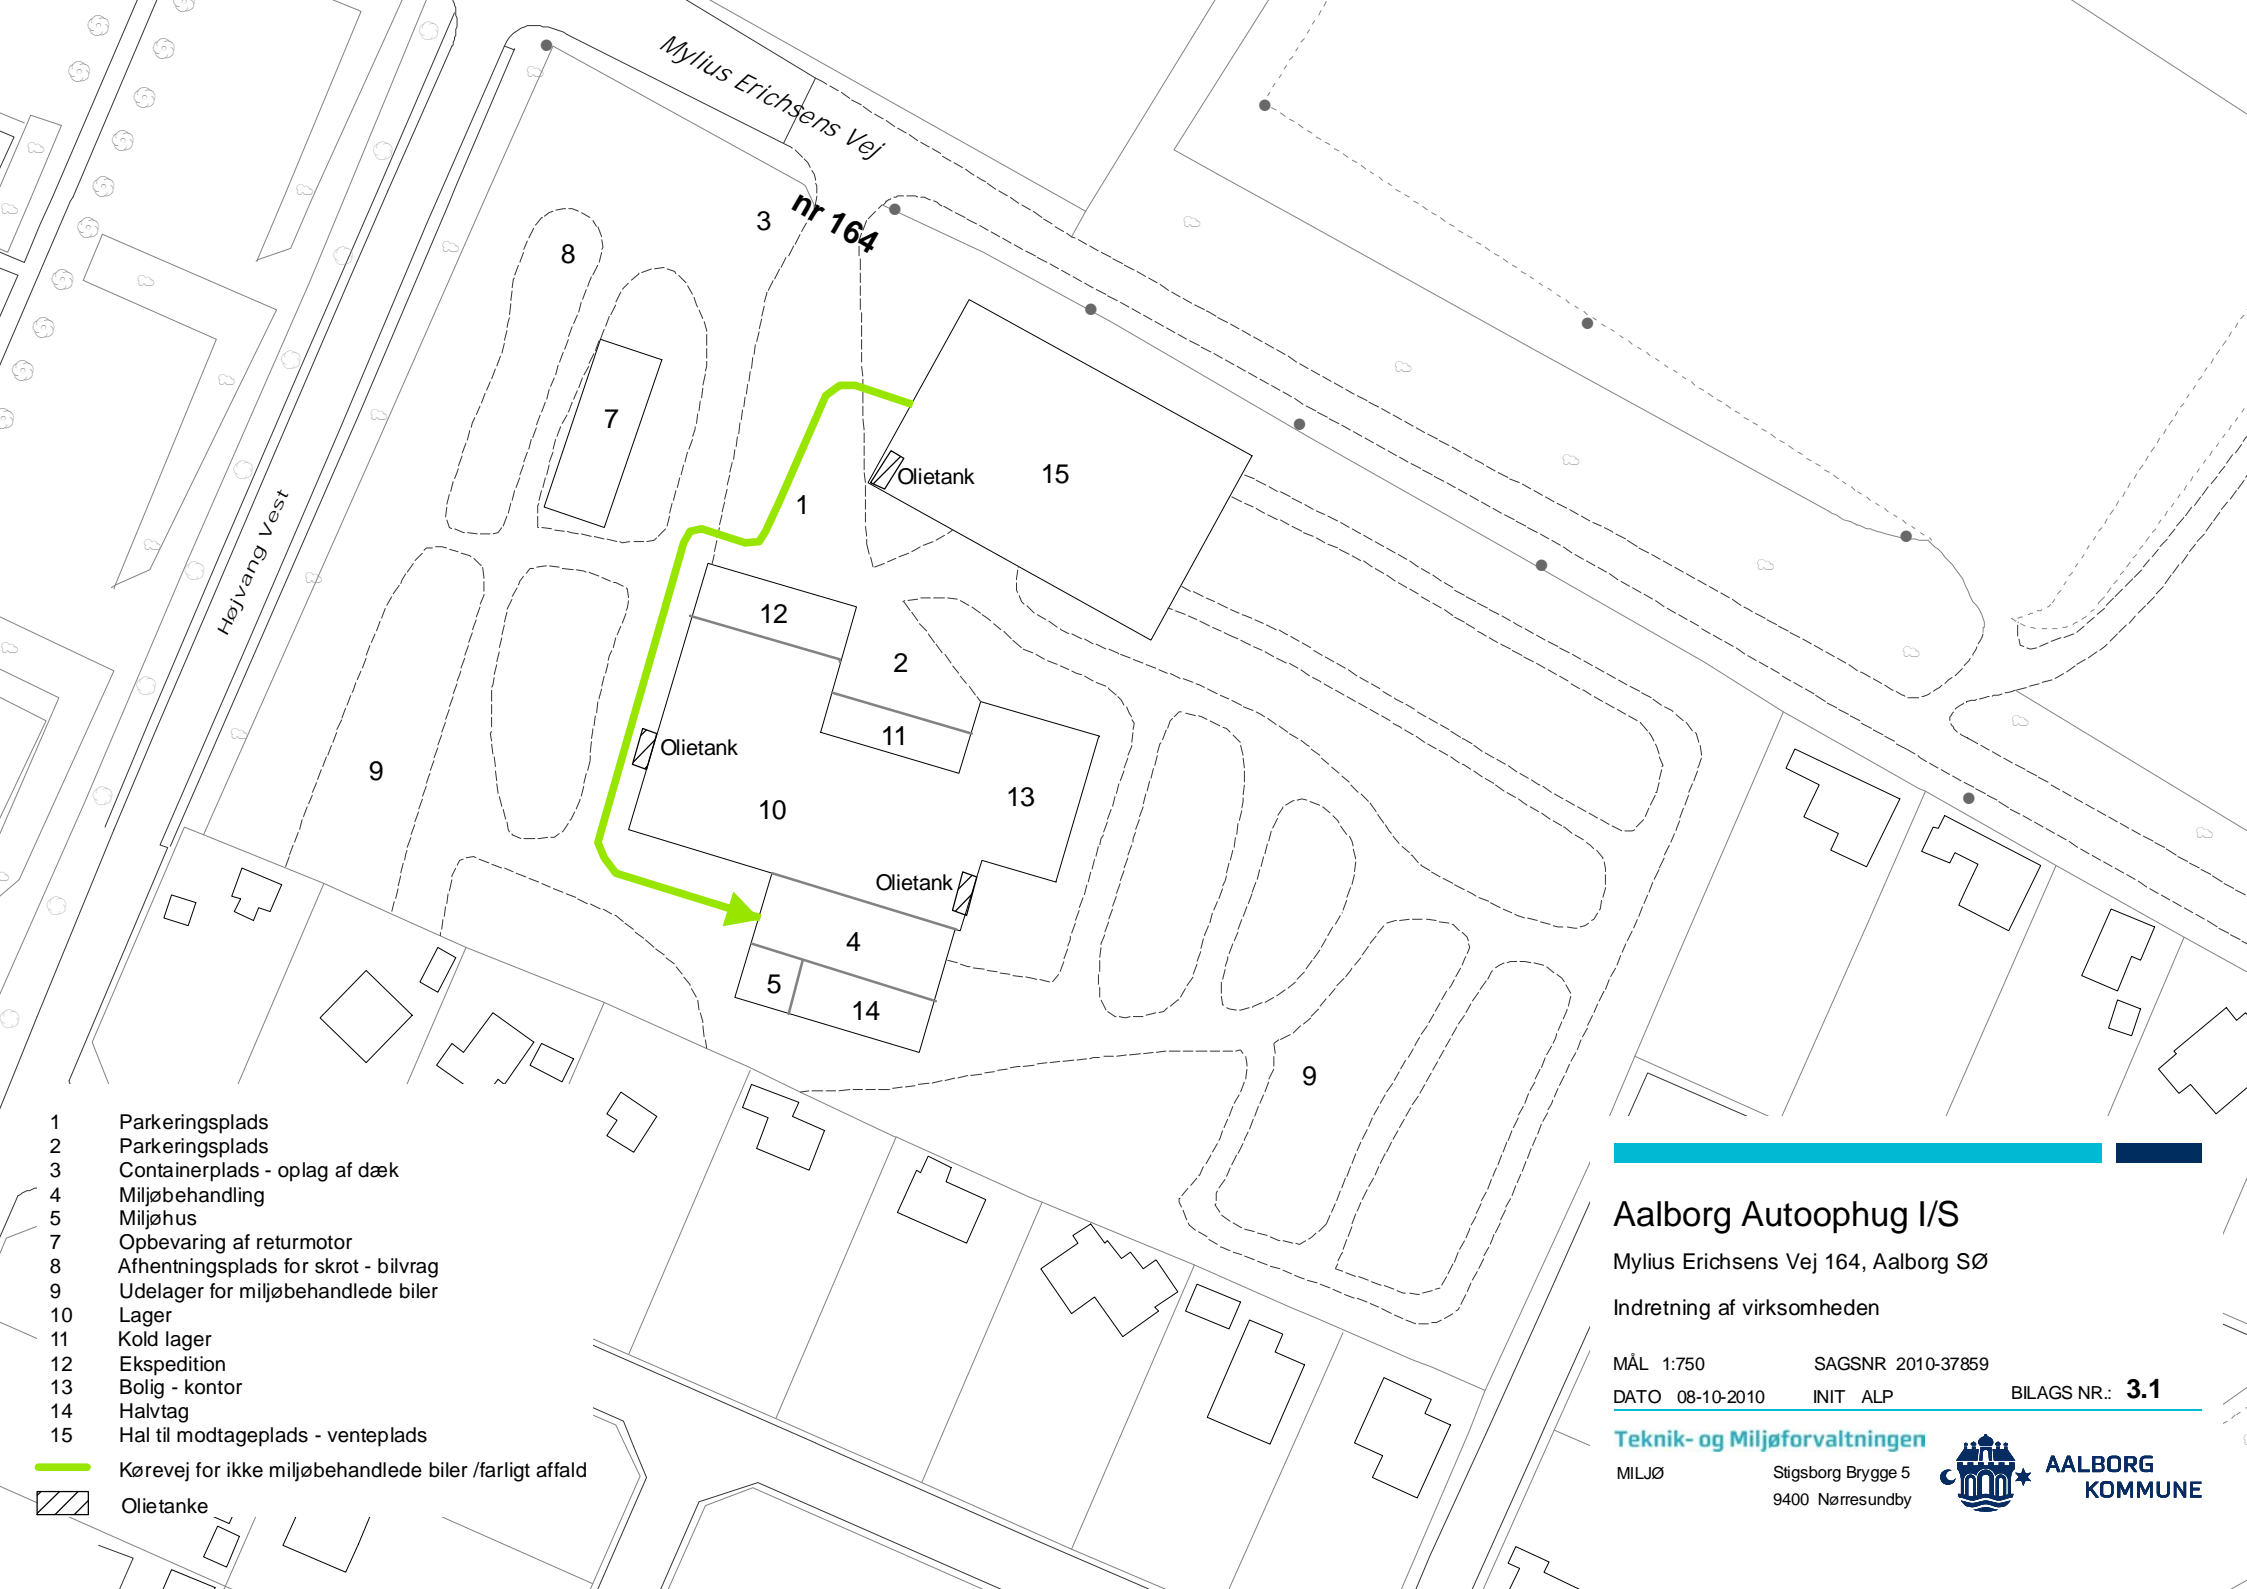 Mylius Erichsens Vej
nr 164
3
8
7
Olietank
15
1
Højvang Vest
12
2
11
Olietank
9
10
13
Olietank
4
5
14
9
1 Parkeringsplads
2 Parkeringsplads
3 Containerplads - oplag af dæk
4 Miljøbehandling
5 Miljøhus
7 Opbevaring af returmotor
8 Afhentningsplads for skrot - bilvrag
9 Udelager for miljøbehandlede biler
10 Lager
11 Kold lager
12 Ekspedition
13 Bolig - kontor
14 Halvtag
15 Hal til modtageplads - venteplads
Kørevej for ikke miljøbehandlede biler /farligt affald
Olietanke
Aalborg Autoophug I/S
Mylius Erichsens Vej 164, Aalborg SØ
Indretning af virksomheden
MÅL 1:750 SAGSNR 2010-37859
DATO 08-10-2010 INIT ALP BILAGS NR.: 3.1
Teknik- og Miljøforvaltningen
MILJØ Stigsborg Brygge 5
9400 Nørresundby
AALBORG
KOMMUNE